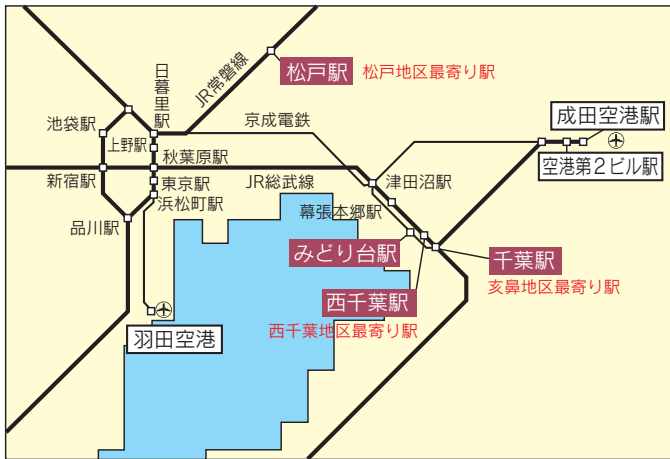 松戸駅
松戸地区最寄り駅
JR常磐線
日暮里駅
池袋駅
上野駅
京成電鉄
成田空港駅
空港第2ビル駅
秋葉原駅
新宿駅
東京駅
JR総武線
津田沼駅
浜松町駅
品川駅
幕張本郷駅
みどり台駅
千葉駅
亥鼻地区最寄り駅
西千葉駅
西千葉地区最寄り駅
羽田空港